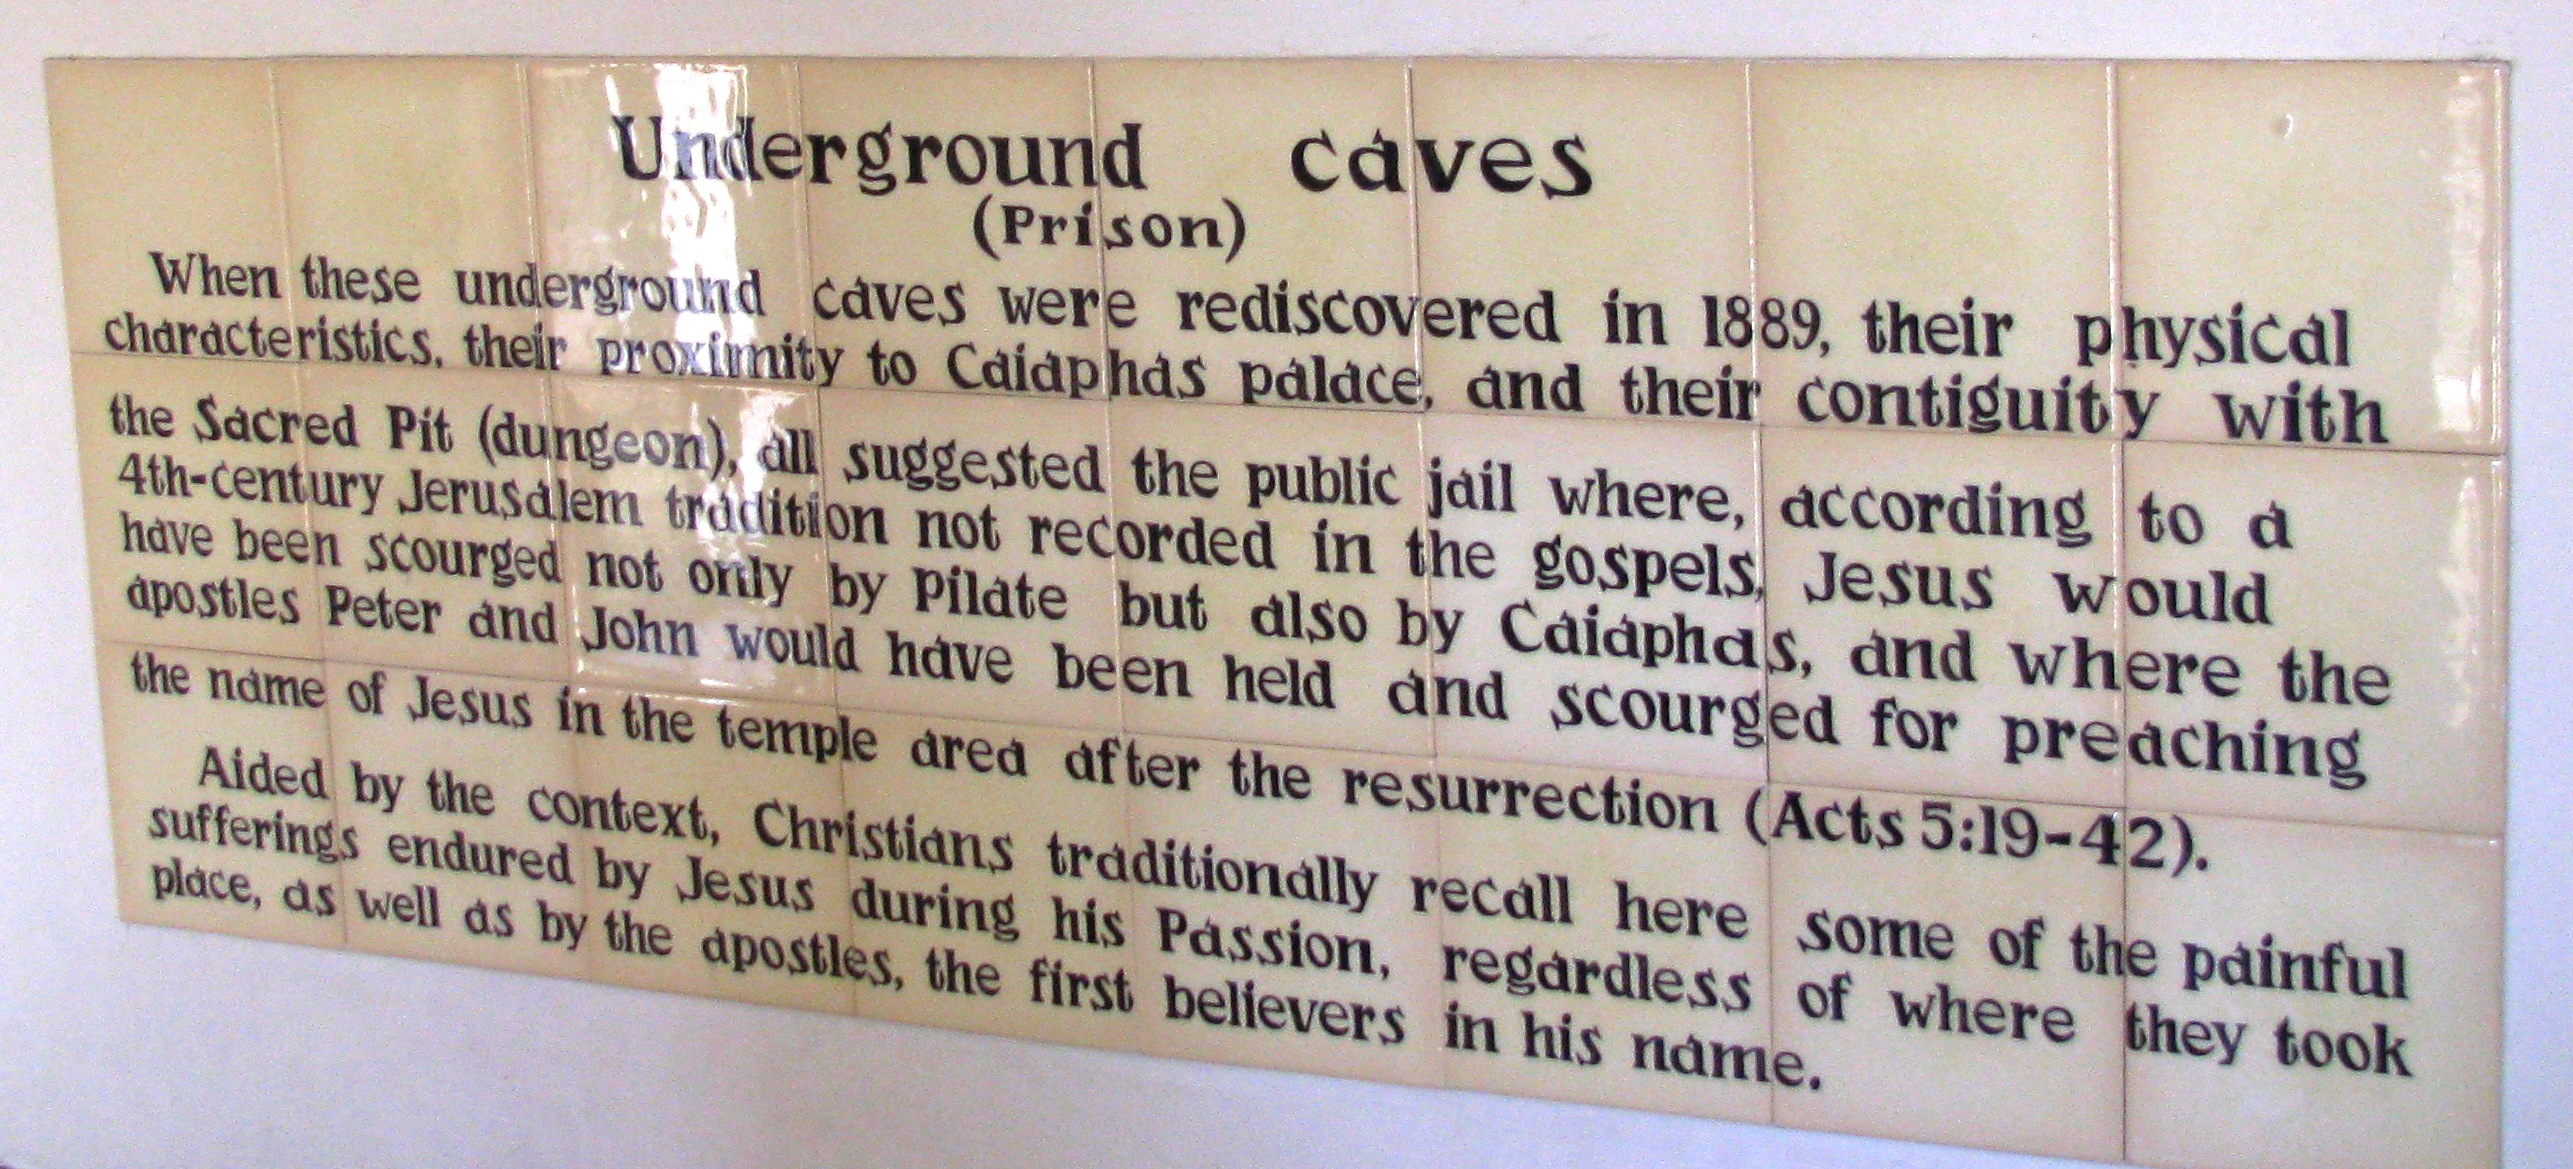 Underground caves
(Prison)
When these underground caves were rediscovered in 1889, their physical
characteristics, their proximity to Caiaphas palace, and their contiguity with
the Sacred Pit (dungeon), all suggested the public jail where, according to a
4th-century Jerusalem tradition not recorded in the gospels, Jesus would
have been scourged not only by Pilate but also by Caiaphas, and where the
apostles Peter and John would have been held and scourged for preaching
the name of Jesus in the temple area after the resurrection (Acts 5:19-42).
Aided by the context, Christians traditionally recall here some of the painful
sufferings endured by Jesus during his Passion, regardless of where they took
place, as well as by the apostles, the first believers in his name.